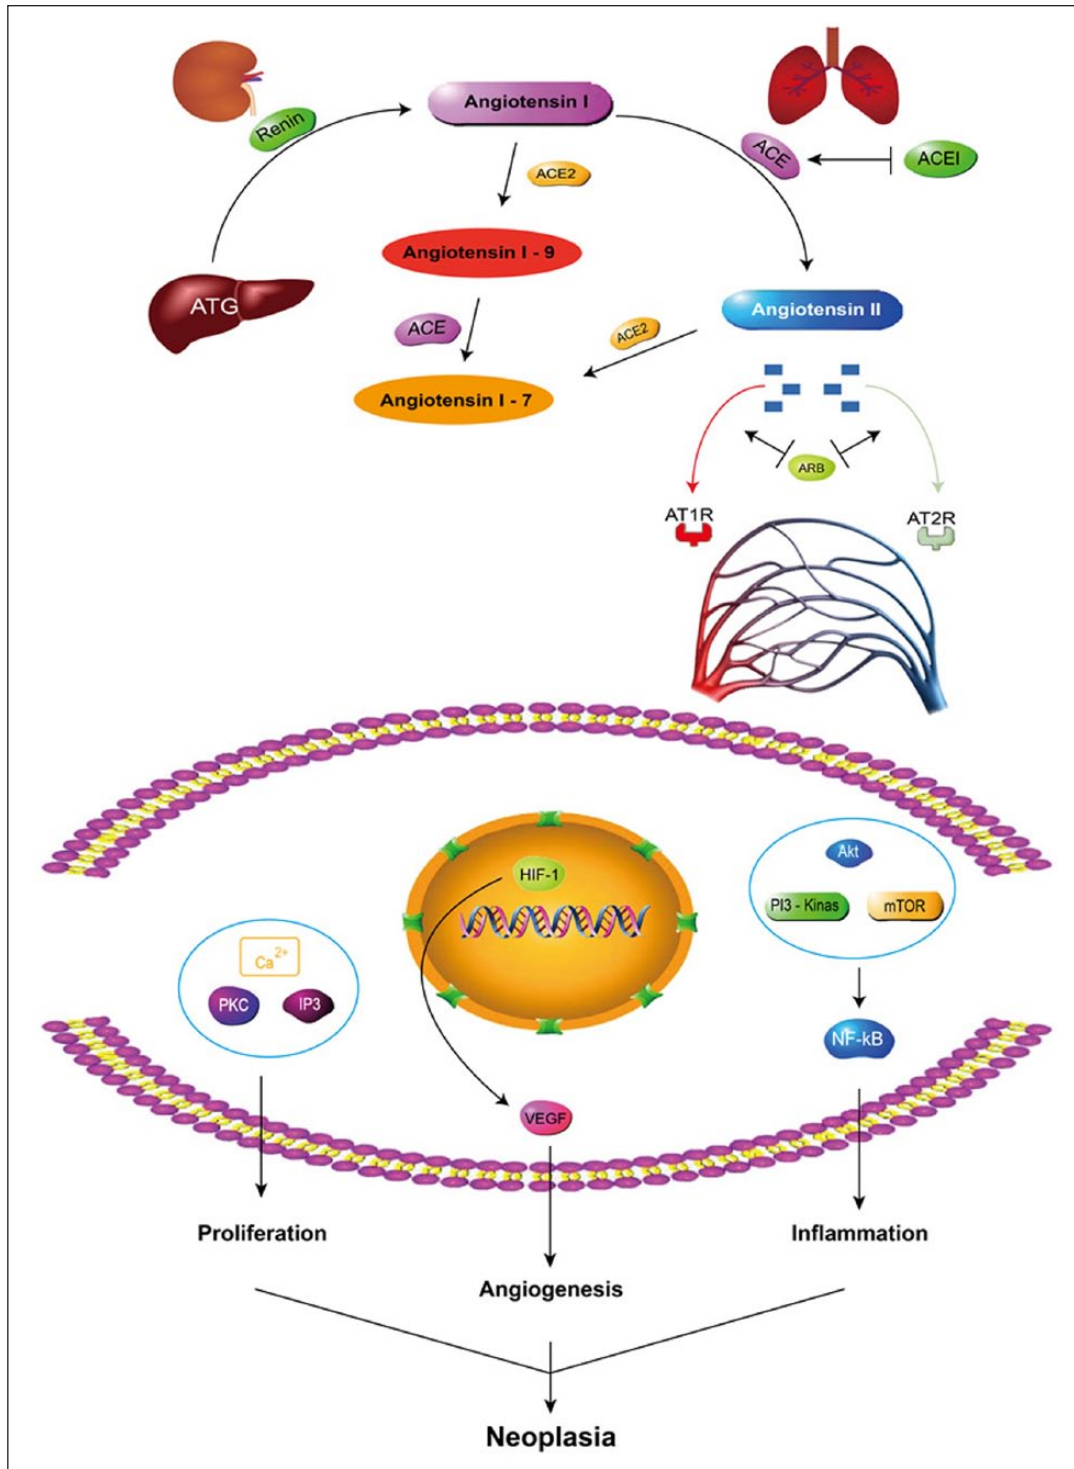 Renin
Angiotensin I
ACE
ACEI
ACE2
Angiotensin I - 9
ATG
ACE
ACE2
Angiotensin II
Angiotensin I - 7
ARB
AT1R
AT2R
HIF-1
Akt
PI3 - Kinas
mTOR
Ca2+
PKC
IP3
NF-kB
VEGF
Proliferation
Inflammation
Angiogenesis
Neoplasia